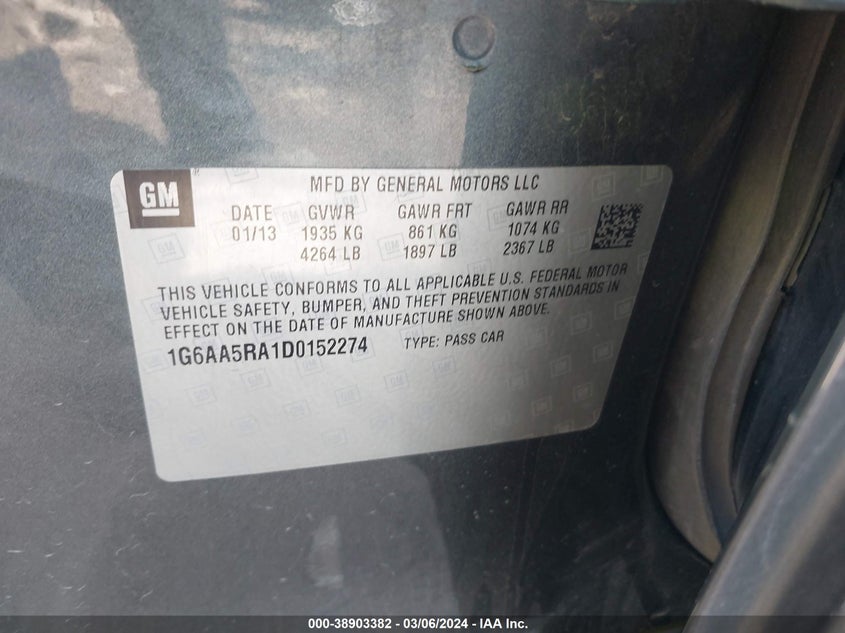 GM
MFD BY GENERAL MOTORS LLC
DATE GVWR GAWR FRT GAWR RR
01/13 1935 KG 861 KG 1074 KG
4264 LB 1897 LB 2367 LB
THIS VEHICLE CONFORMS TO ALL APPLICABLE U.S. FEDERAL MOTOR
VEHICLE SAFETY, BUMPER, AND THEFT PREVENTION STANDARDS IN
EFFECT ON THE DATE OF MANUFACTURE SHOWN ABOVE.
1G6AA5RA1D0152274 TYPE: PASS CAR
000-38903382 - 03/06/2024 - IAA Inc.